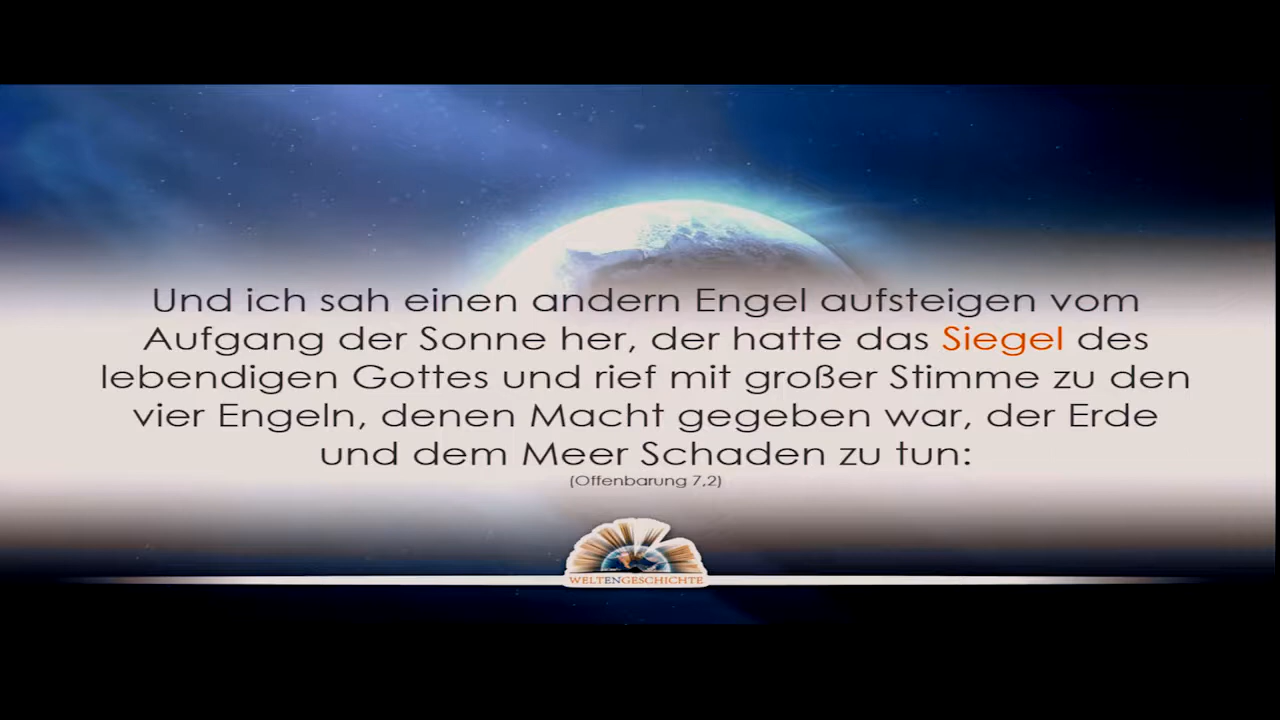 Und ich sah einen andern Engel aufsteigen vom
Aufgang der Sonne her, der hatte das Siegel des
lebendigen Gottes und rief mit großer Stimme zu den
vier Engeln, denen Macht gegeben war, der Erde
und dem Meer Schaden zu tun:
(Offenbarung 7,2)
WELTENGESCHICHTE